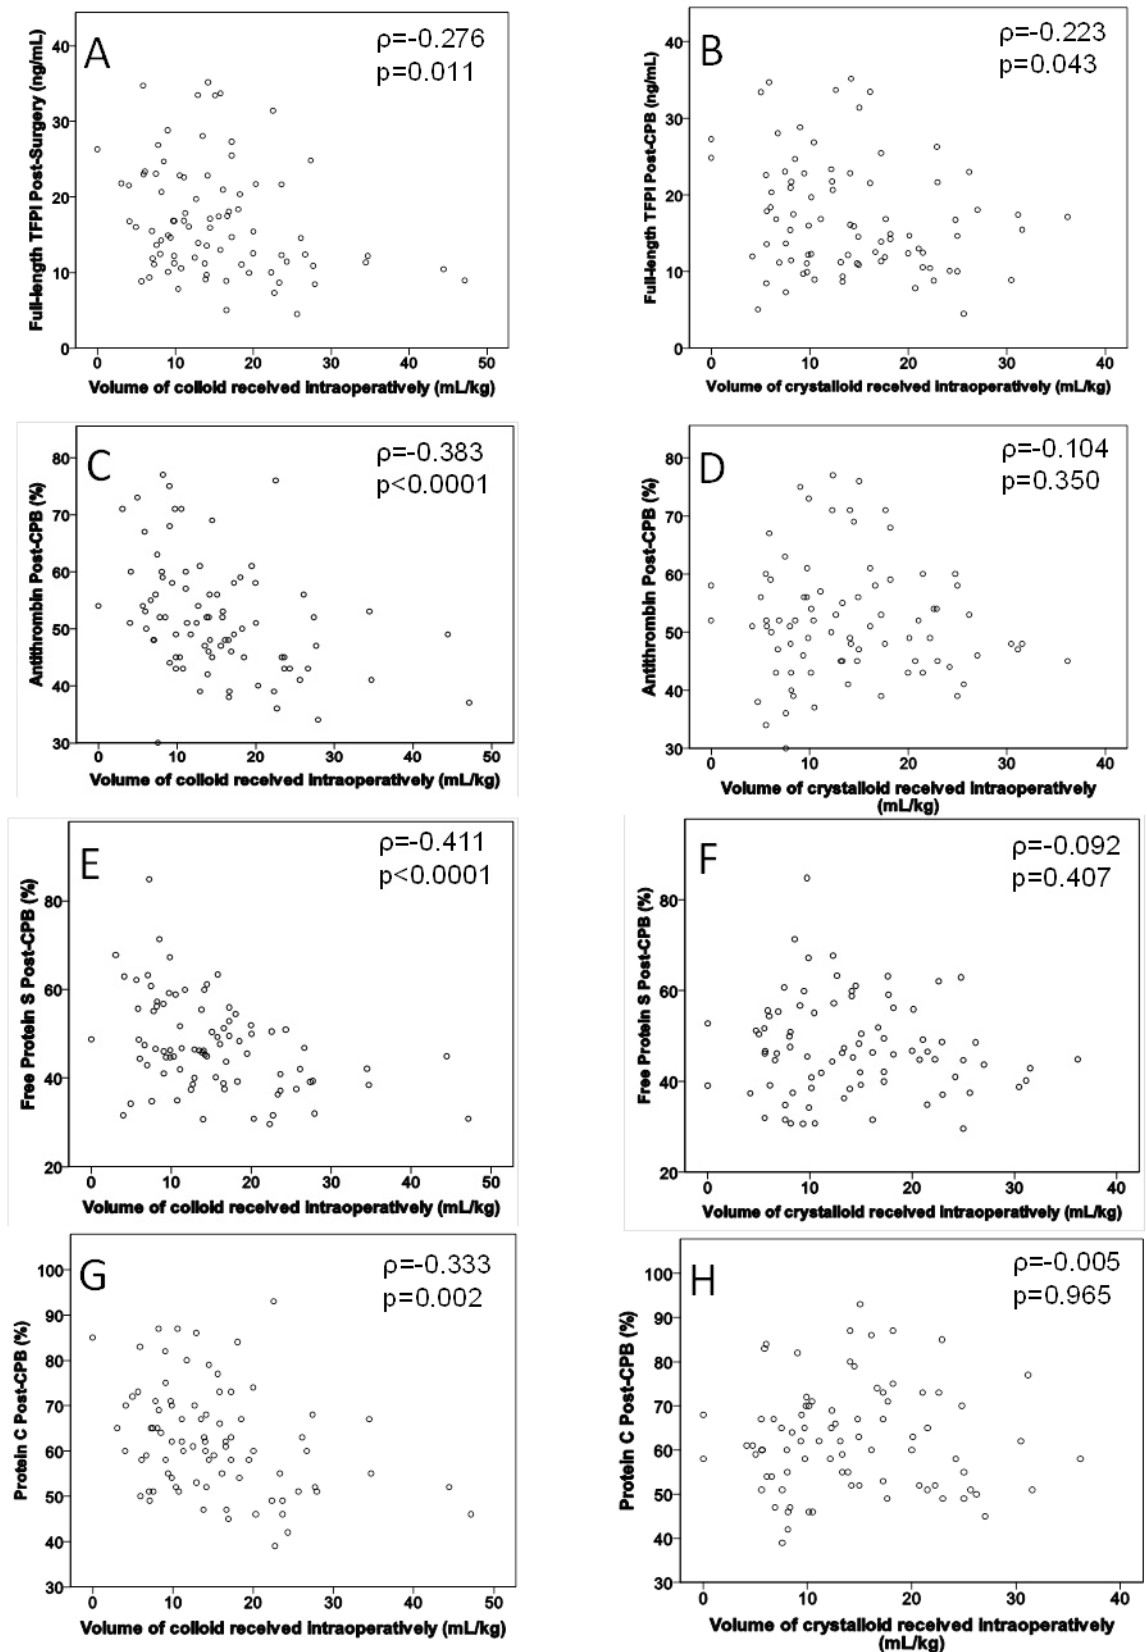 A
ρ=-0.276
p=0.011
Full-length TFPI Post-Surgery (ng/mL)
40
30
20
10
0
0 10 20 30 40 50
Volume of colloid received intraoperatively (mL/kg)
B
ρ=-0.223
p=0.043
Full-length TFPI Post-CPB (ng/mL)
40
30
20
10
0
0 10 20 30 40
Volume of crystalloid received intraoperatively (mL/kg)
C
ρ=-0.383
p<0.0001
Antithrombin Post-CPB (%)
80
70
60
50
40
30
0 10 20 30 40 50
Volume of colloid received intraoperatively (mL/kg)
D
ρ=-0.104
p=0.350
Antithrombin Post-CPB (%)
80
70
60
50
40
30
0 10 20 30 40
Volume of crystalloid received intraoperatively
(mL/kg)
E
ρ=-0.411
p<0.0001
Free Protein S Post-CPB (%)
80
60
40
20
0 10 20 30 40 50
Volume of colloid received intraoperatively (mL/kg)
F
ρ=-0.092
p=0.407
Free Protein S Post-CPB (%)
80
60
40
20
0 10 20 30 40
Volume of crystalloid received intraoperatively (mL/kg)
G
ρ=-0.333
p=0.002
Protein C Post-CPB (%)
100
90
80
70
60
50
40
30
0 10 20 30 40 50
Volume of colloid received intraoperatively (mL/kg)
H
ρ=-0.005
p=0.965
Protein C Post-CPB (%)
100
90
80
70
60
50
40
30
0 10 20 30 40
Volume of crystalloid received intraoperatively
(mL/kg)